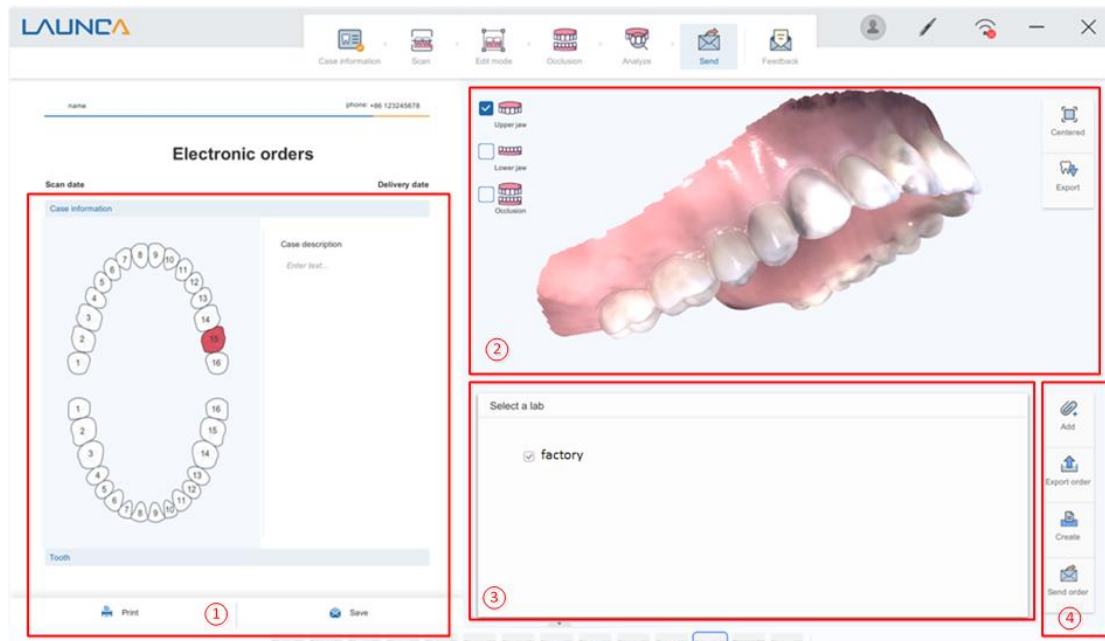 LAUNCA
Case information
Scan
Edit mode
Occlusion
Analyze
Send
Feedback
name
phone: +86 123245678
Electronic orders
Scan date
Delivery date
Case information
7 8 9 10
6 11
5 12
4 13
3 14
2 15
1 16
Case description
Enter text...
1 16
2 15
3 14
4 13
5 12
6 11
7 8 9 10
Tooth
Print
①
Save
Upper jaw
Lower jaw
Occlusion
Centered
Export
②
Select a lab
factory
③
Add
Export order
Create
Send order
④